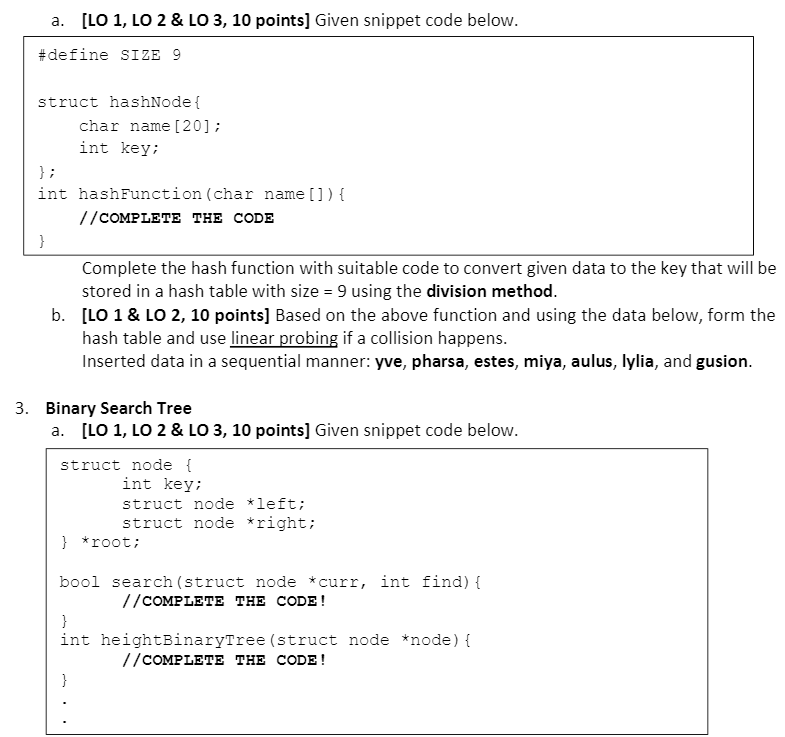 a. [LO 1, LO 2 & LO 3, 10 points] Given snippet code below.
#define SIZE 9
struct hashNode{
char name[20];
int key;
};
int hashFunction(char name[]){
//COMPLETE THE CODE
}
Complete the hash function with suitable code to convert given data to the key that will be
stored in a hash table with size = 9 using the division method.
b. [LO 1 & LO 2, 10 points] Based on the above function and using the data below, form the
hash table and use linear probing if a collision happens.
Inserted data in a sequential manner: yve, pharsa, estes, miya, aulus, lylia, and gusion.
3. Binary Search Tree
a. [LO 1, LO 2 & LO 3, 10 points] Given snippet code below.
struct node {
int key;
struct node *left;
struct node *right;
} *root;
bool search(struct node *curr, int find){
//COMPLETE THE CODE!
}
int heightBinaryTree(struct node *node){
//COMPLETE THE CODE!
}
.
.